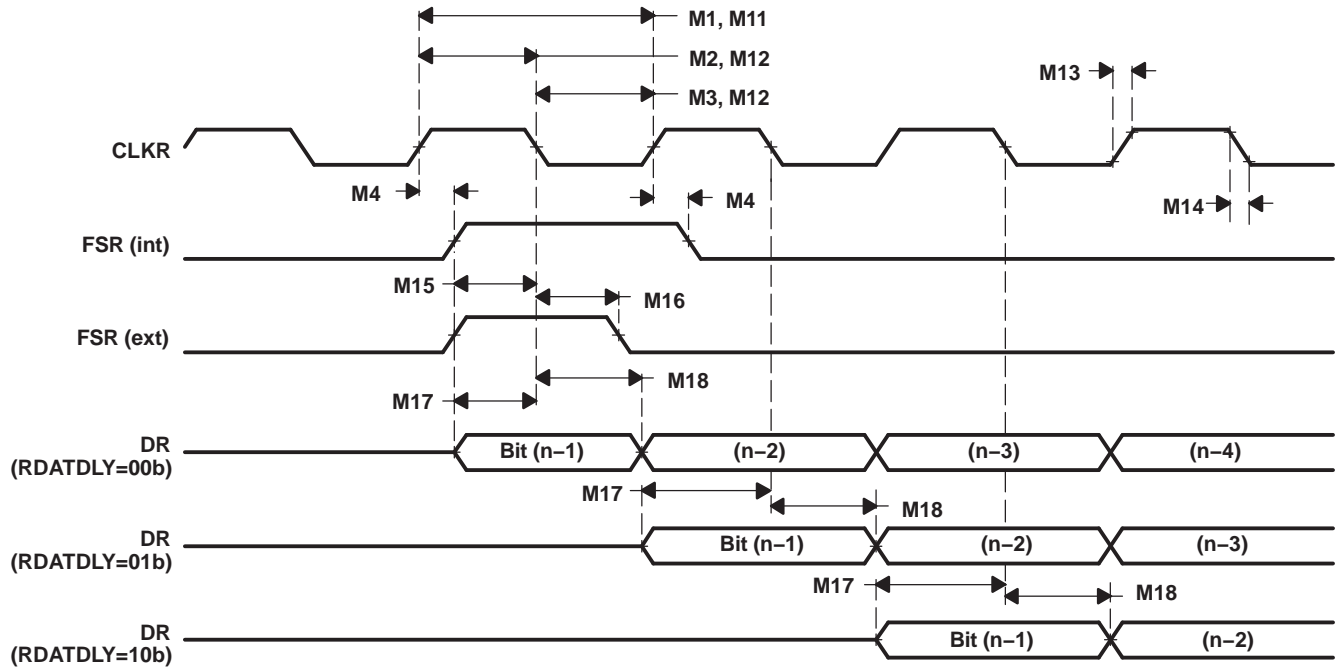 M1, M11
M2, M12
M3, M12
M13
CLKR
M4
M4
M14
FSR (int)
M15
M16
FSR (ext)
M18
M17
DR
(RDATDLY=00b)
Bit (n−1)
(n−2)
(n−3)
(n−4)
M17
M18
DR
(RDATDLY=01b)
Bit (n−1)
(n−2)
(n−3)
M17
M18
DR
(RDATDLY=10b)
Bit (n−1)
(n−2)